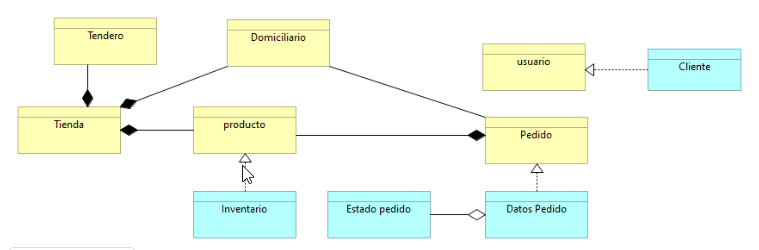 Tendero
Domiciliario
usuario
Cliente
Tienda
producto
Pedido
Inventario
Estado pedido
Datos Pedido